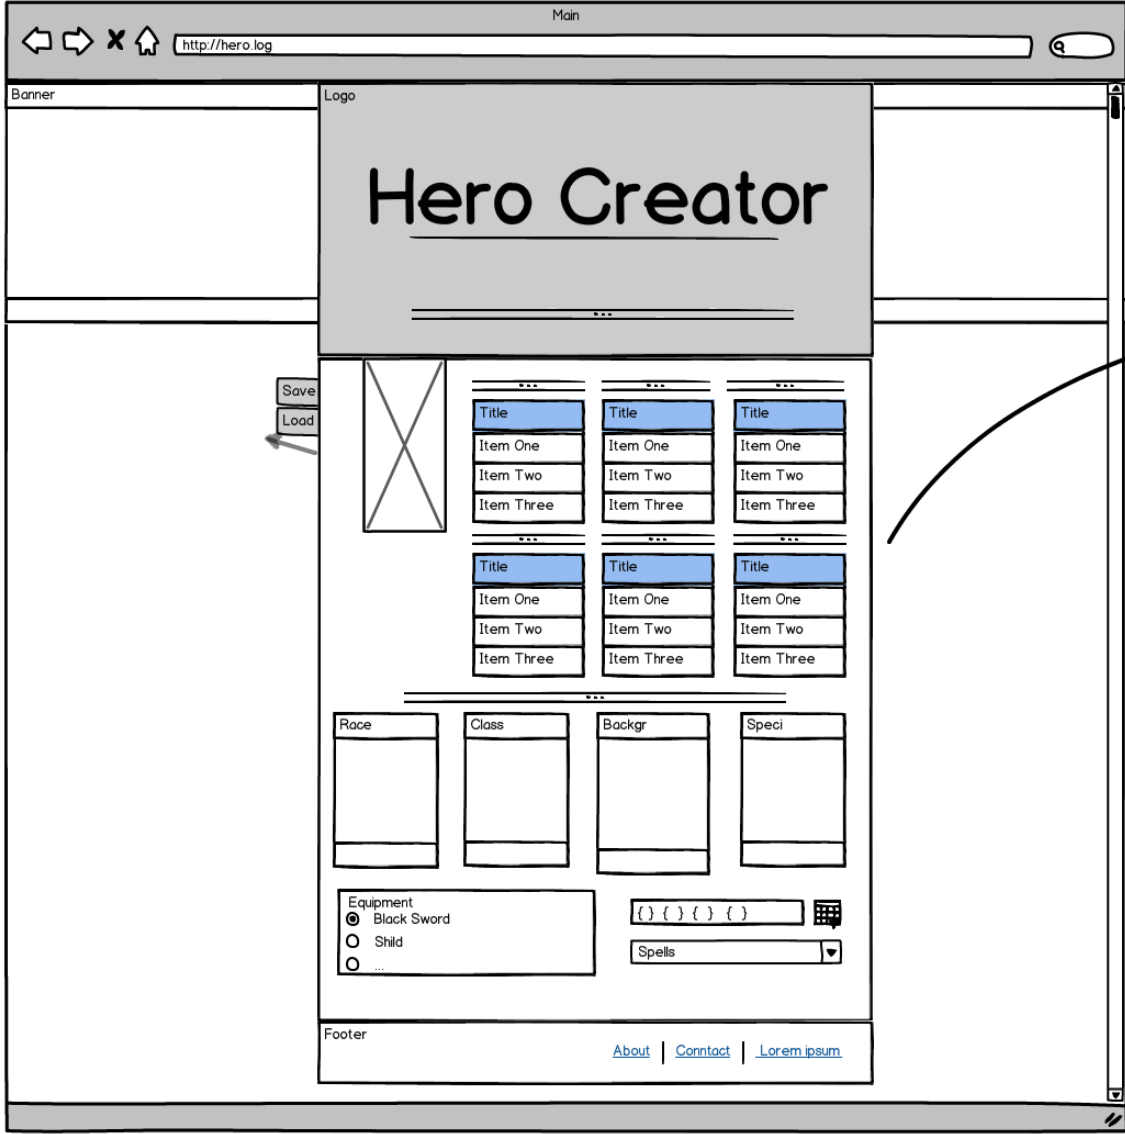 Main
http://hero.log
Banner
Logo
Hero Creator
Save
Load
Title Title Title
Item One Item One Item One
Item Two Item Two Item Two
Item Three Item Three Item Three
Title Title Title
Item One Item One Item One
Item Two Item Two Item Two
Item Three Item Three Item Three
Race Class Backgr Speci
Equipment
Black Sword
Shild
...
{ } { } { } { }
Spells
Footer
About Conntact Lorem ipsum